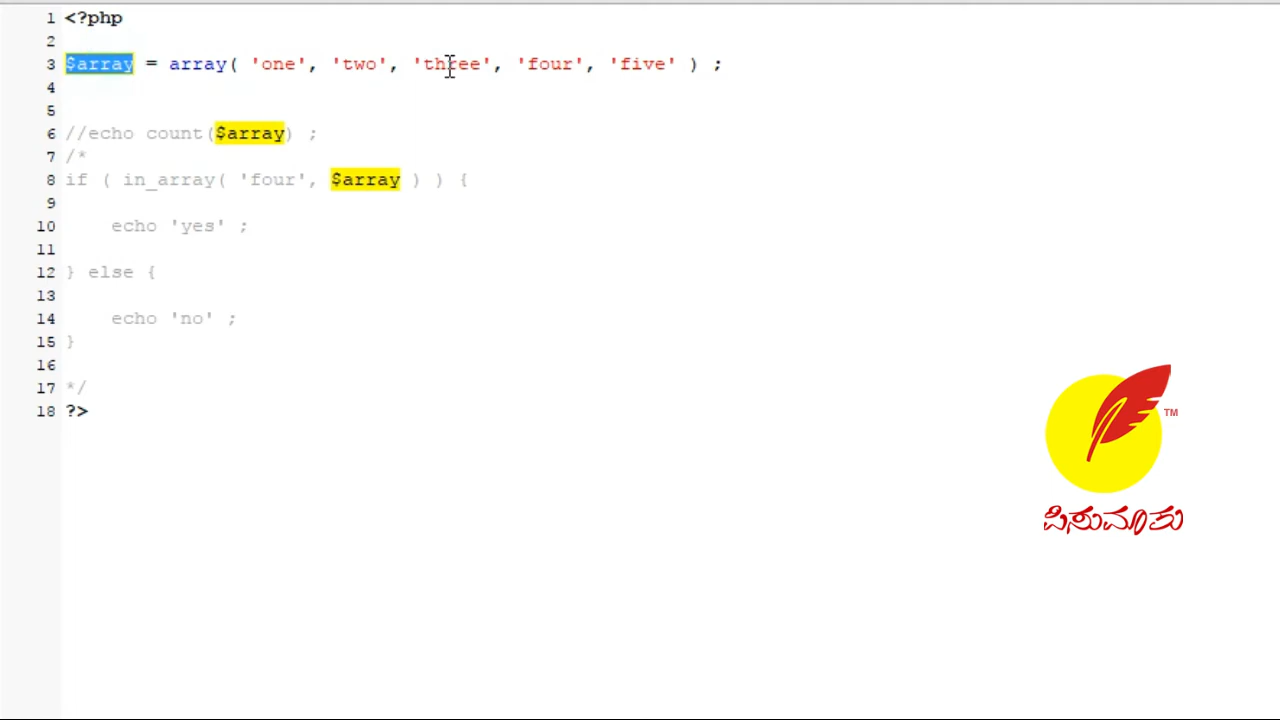 1 <?php
2
3 $array = array( 'one', 'two', 'three', 'four', 'five' ) ;
4
5
6 //echo count($array) ;
7 /*
8 if ( in_array( 'four', $array ) ) {
9
10 echo 'yes' ;
11
12 } else {
13
14 echo 'no' ;
15 }
16
17 */
18 ?>
TM
ಪಿಸುಮಾತು